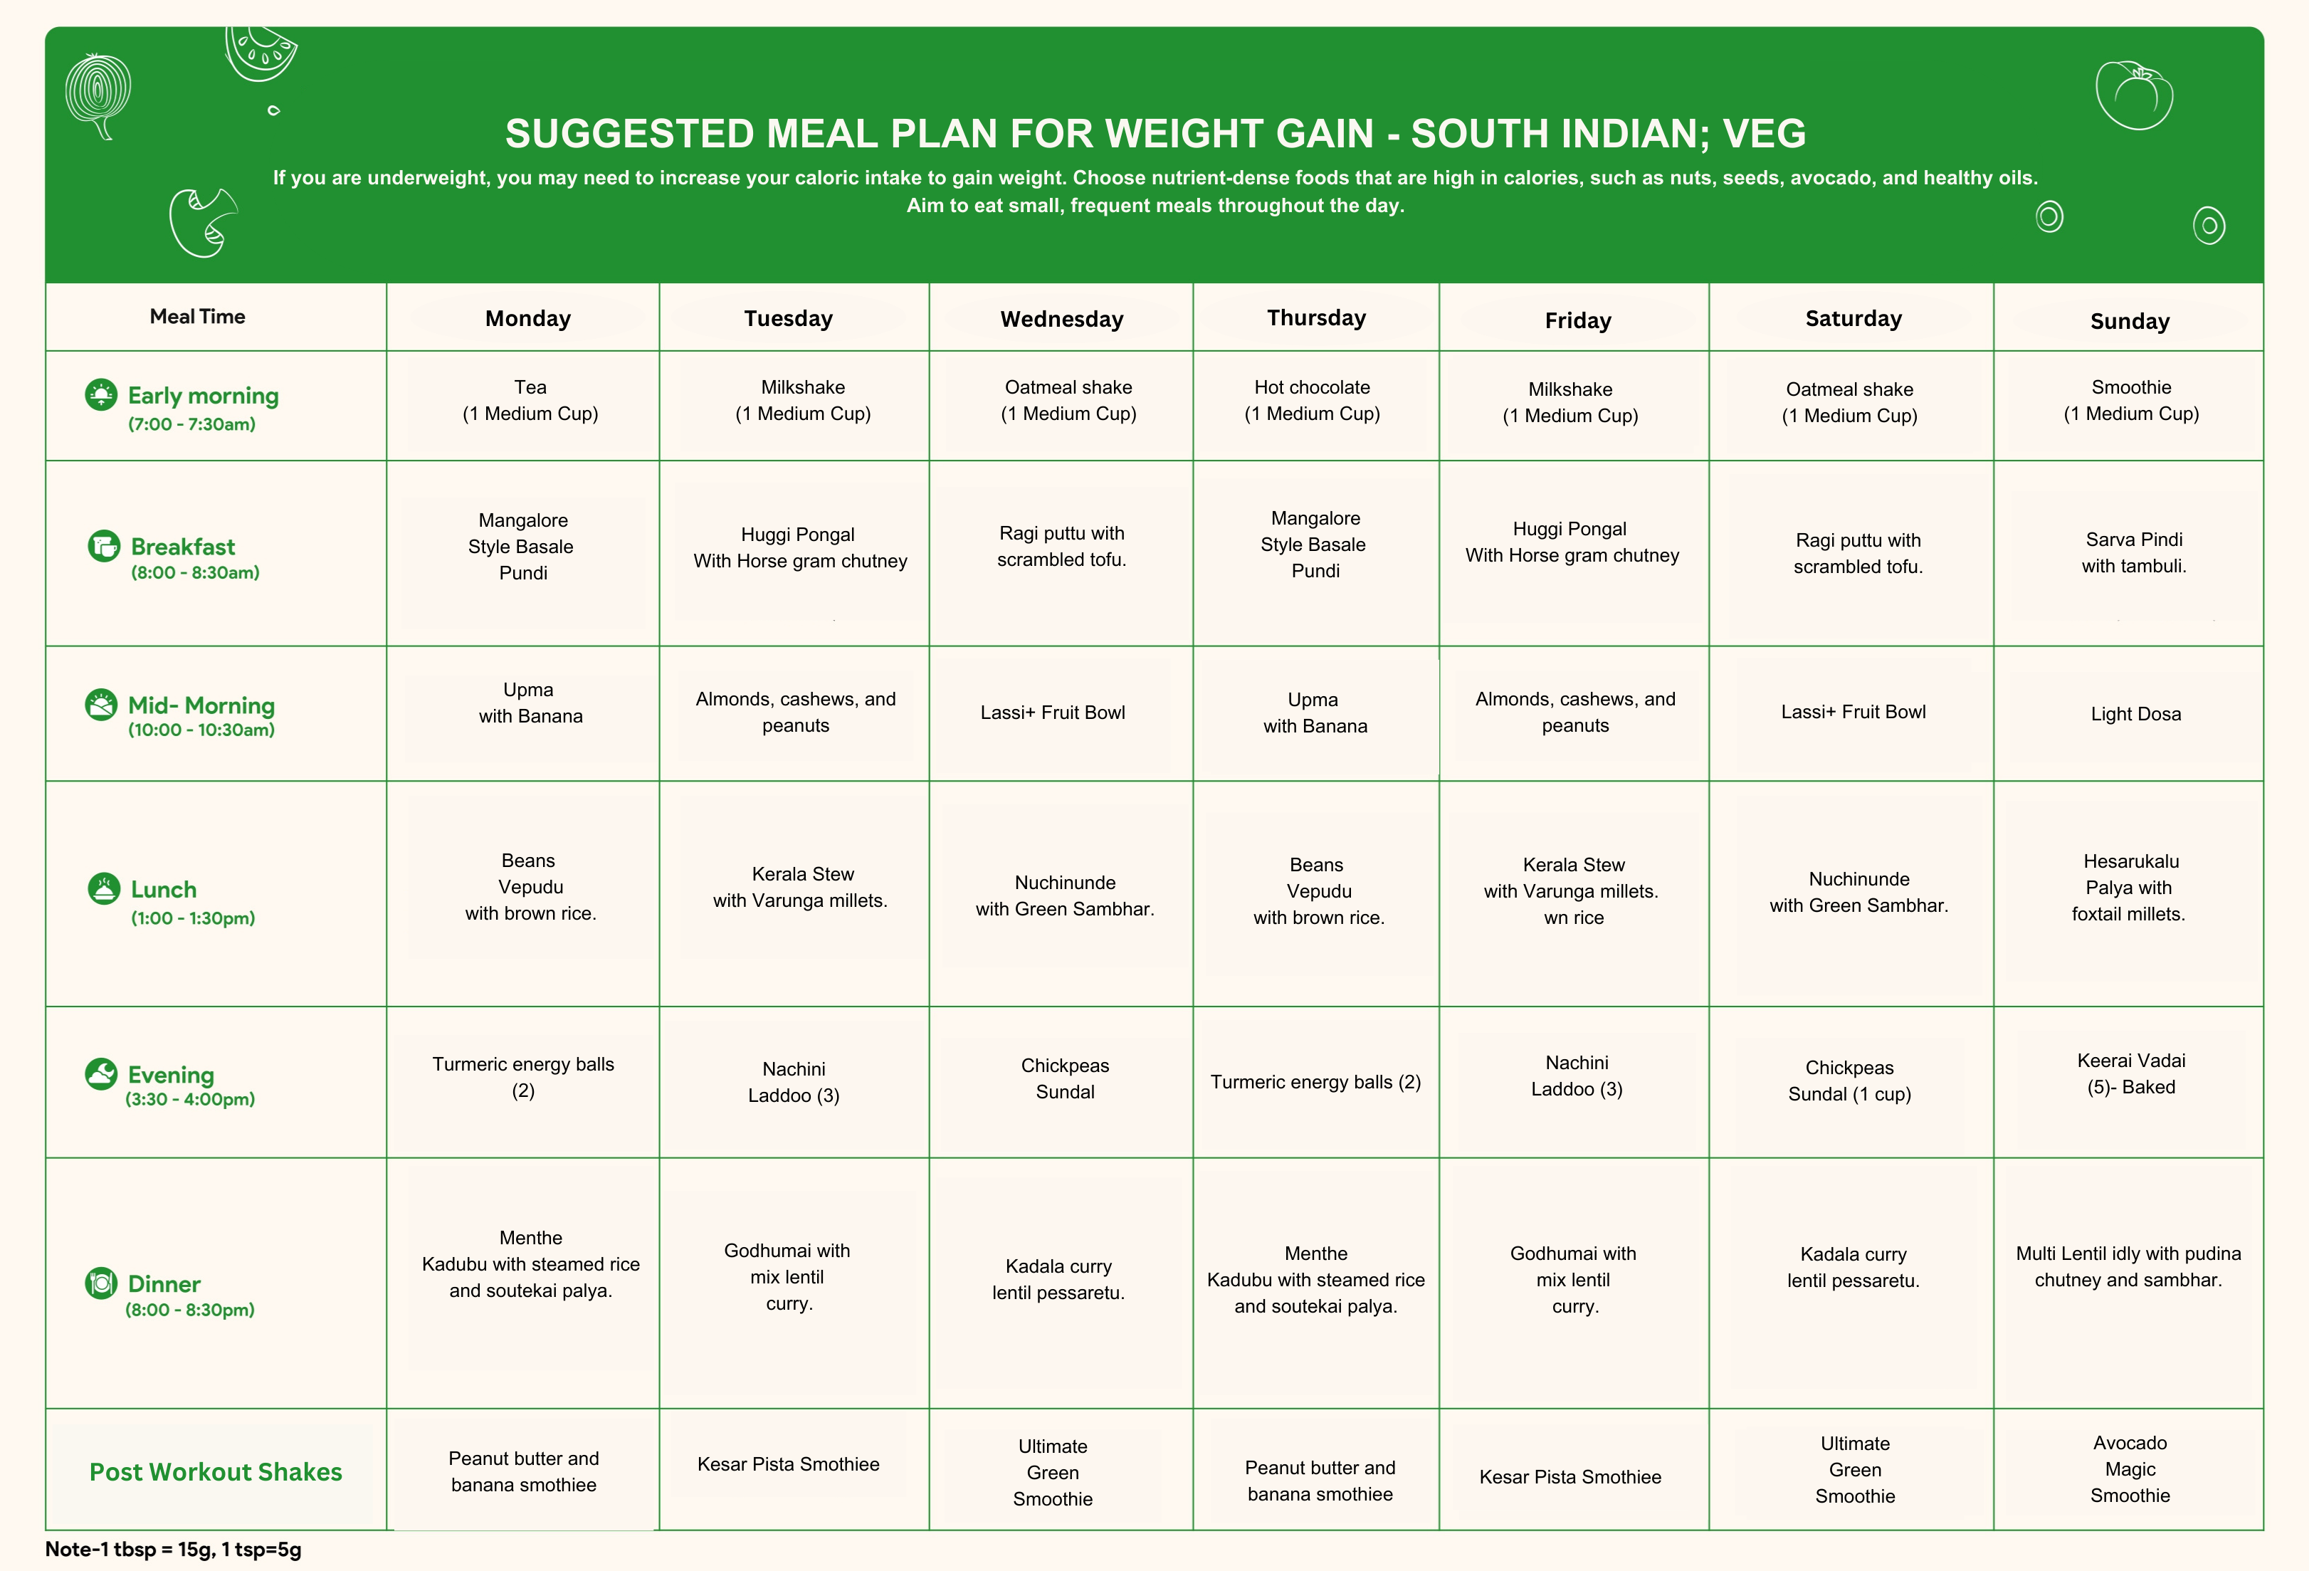 SUGGESTED MEAL PLAN FOR WEIGHT GAIN - SOUTH INDIAN; VEG
If you are underweight, you may need to increase your caloric intake to gain weight. Choose nutrient-dense foods that are high in calories, such as nuts, seeds, avocado, and healthy oils.
Aim to eat small, frequent meals throughout the day.
Meal Time
Monday
Tuesday
Wednesday
Thursday
Friday
Saturday
Sunday
Early morning
(7:00 - 7:30am)
Tea
(1 Medium Cup)
Milkshake
(1 Medium Cup)
Oatmeal shake
(1 Medium Cup)
Hot chocolate
(1 Medium Cup)
Milkshake
(1 Medium Cup)
Oatmeal shake
(1 Medium Cup)
Smoothie
(1 Medium Cup)
Breakfast
(8:00 - 8:30am)
Mangalore
Style Basale
Pundi
Huggi Pongal
With Horse gram chutney
Ragi puttu with
scrambled tofu.
Mangalore
Style Basale
Pundi
Huggi Pongal
With Horse gram chutney
Ragi puttu with
scrambled tofu.
Sarva Pindi
with tambuli.
Mid- Morning
(10:00 - 10:30am)
Upma
with Banana
Almonds, cashews, and
peanuts
Lassi+ Fruit Bowl
Upma
with Banana
Almonds, cashews, and
peanuts
Lassi+ Fruit Bowl
Light Dosa
Lunch
(1:00 - 1:30pm)
Beans
Vepudu
with brown rice.
Kerala Stew
with Varunga millets.
Nuchinunde
with Green Sambhar.
Beans
Vepudu
with brown rice.
Kerala Stew
with Varunga millets.
wn rice
Nuchinunde
with Green Sambhar.
Hesarukalu
Palya with
foxtail millets.
Evening
(3:30 - 4:00pm)
Turmeric energy balls
(2)
Nachini
Laddoo (3)
Chickpeas
Sundal
Turmeric energy balls (2)
Nachini
Laddoo (3)
Chickpeas
Sundal (1 cup)
Keerai Vadai
(5)- Baked
Dinner
(8:00 - 8:30pm)
Menthe
Kadubu with steamed rice
and soutekai palya.
Godhumai with
mix lentil
curry.
Kadala curry
lentil pessaretu.
Menthe
Kadubu with steamed rice
and soutekai palya.
Godhumai with
mix lentil
curry.
Kadala curry
lentil pessaretu.
Multi Lentil idly with pudina
chutney and sambhar.
Post Workout Shakes
Peanut butter and
banana smothiee
Kesar Pista Smothiee
Ultimate
Green
Smoothie
Peanut butter and
banana smothiee
Kesar Pista Smothiee
Ultimate
Green
Smoothie
Avocado
Magic
Smoothie
Note-1 tbsp = 15g, 1 tsp=5g